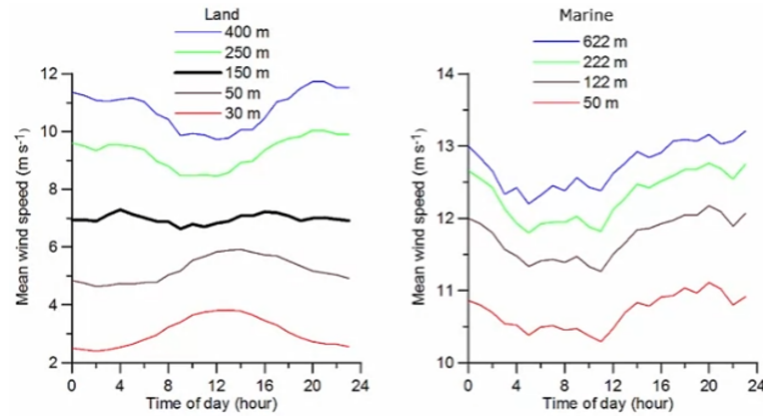 Land
400 m
250 m
150 m
50 m
30 m
12
10
8
6
4
2
0 4 8 12 16 20 24
Mean wind speed (m s-1)
Time of day (hour)
Marine
622 m
222 m
122 m
50 m
14
13
12
11
10
0 4 8 12 16 20 24
Mean wind speed (m s-1)
Time of day (hour)